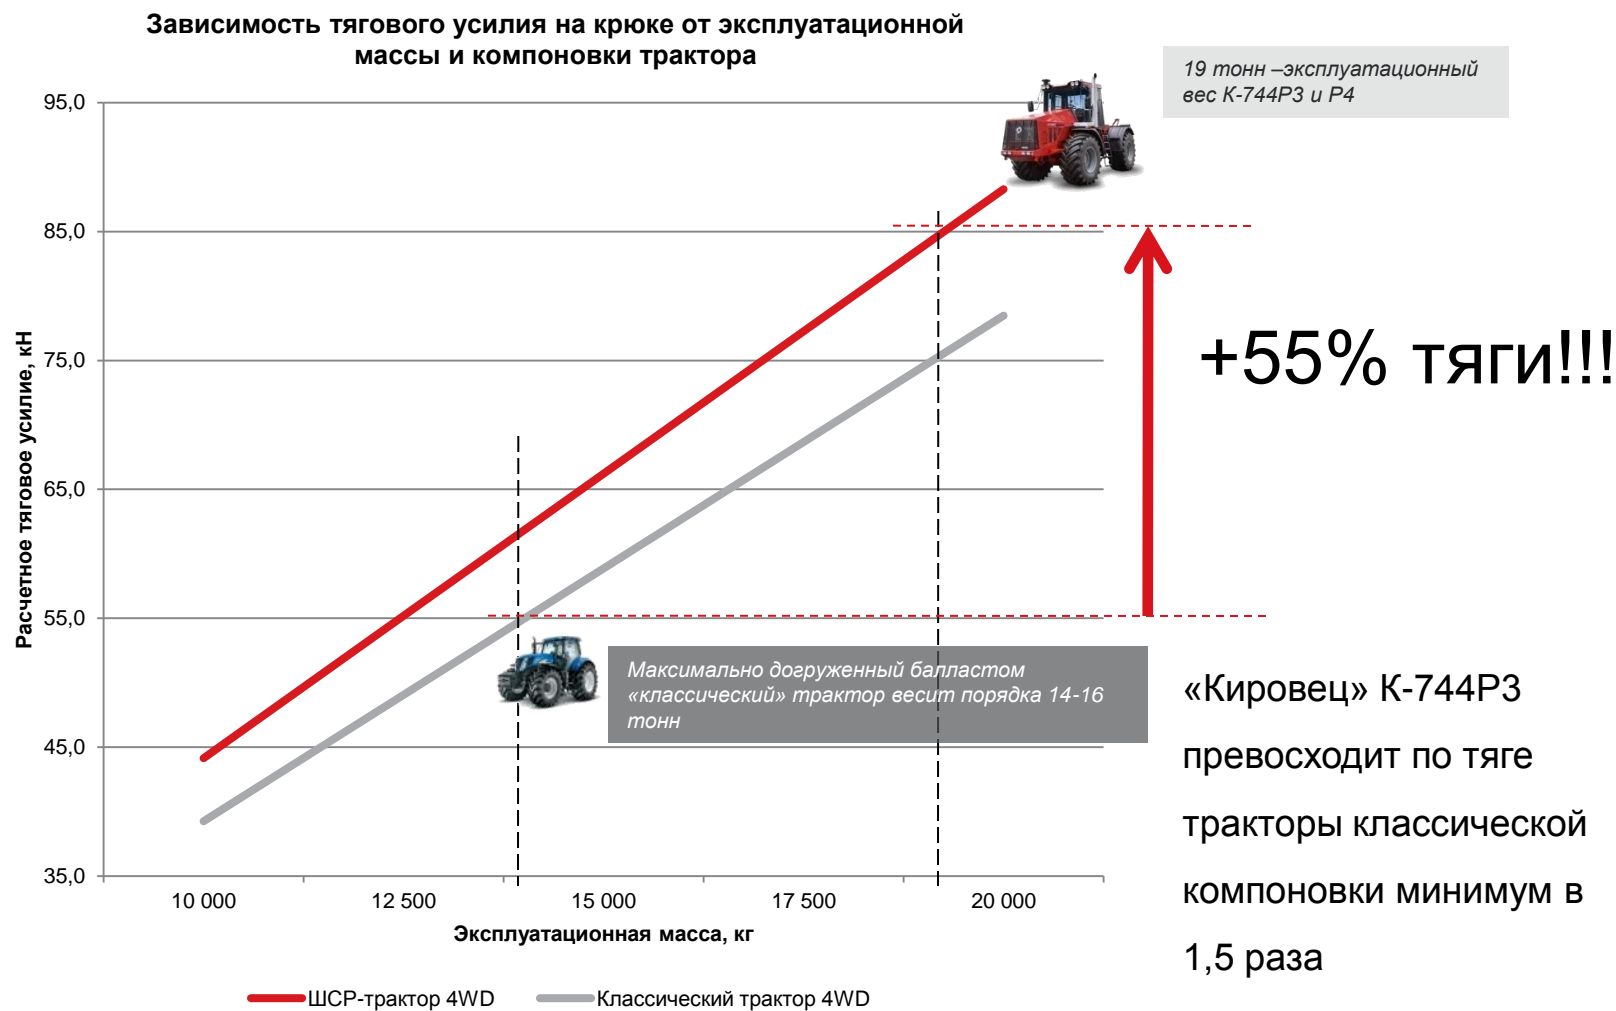 Зависимость тягового усилия на крюке от эксплуатационной
массы и компоновки трактора
19 тонн –эксплуатационный
вес К-744Р3 и Р4
95,0
85,0
75,0
65,0
55,0
45,0
35,0
Расчетное тяговое усилие, кН
+55% тяги!!!
Максимально догруженный балластом
«классический» трактор весит порядка 14-16
тонн
«Кировец» К-744Р3
превосходит по тяге
тракторы классической
компоновки минимум в
1,5 раза
10 000
12 500
15 000
17 500
20 000
Эксплуатационная масса, кг
ШСР-трактор 4WD
Классический трактор 4WD